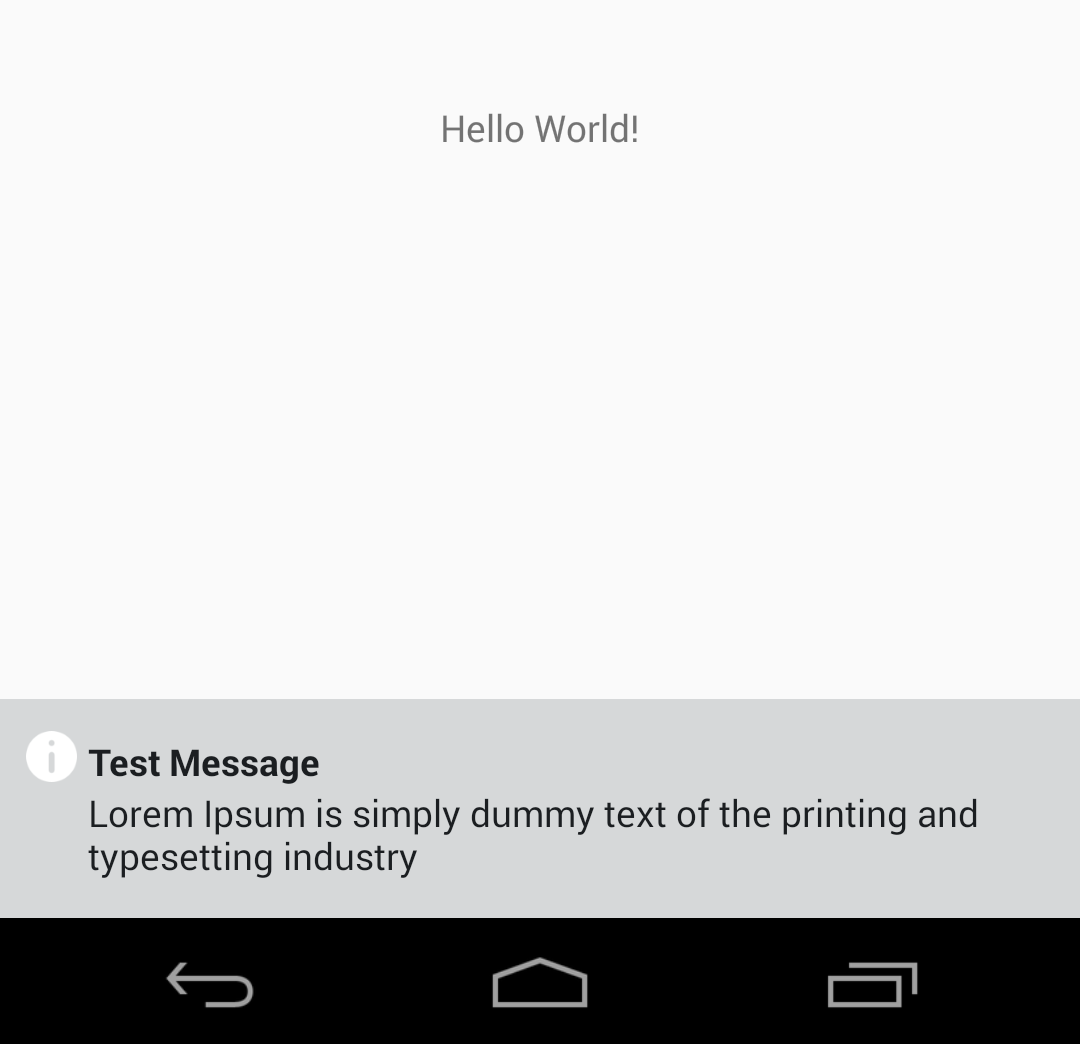 Hello World!
Test Message
Lorem Ipsum is simply dummy text of the printing and
typesetting industry